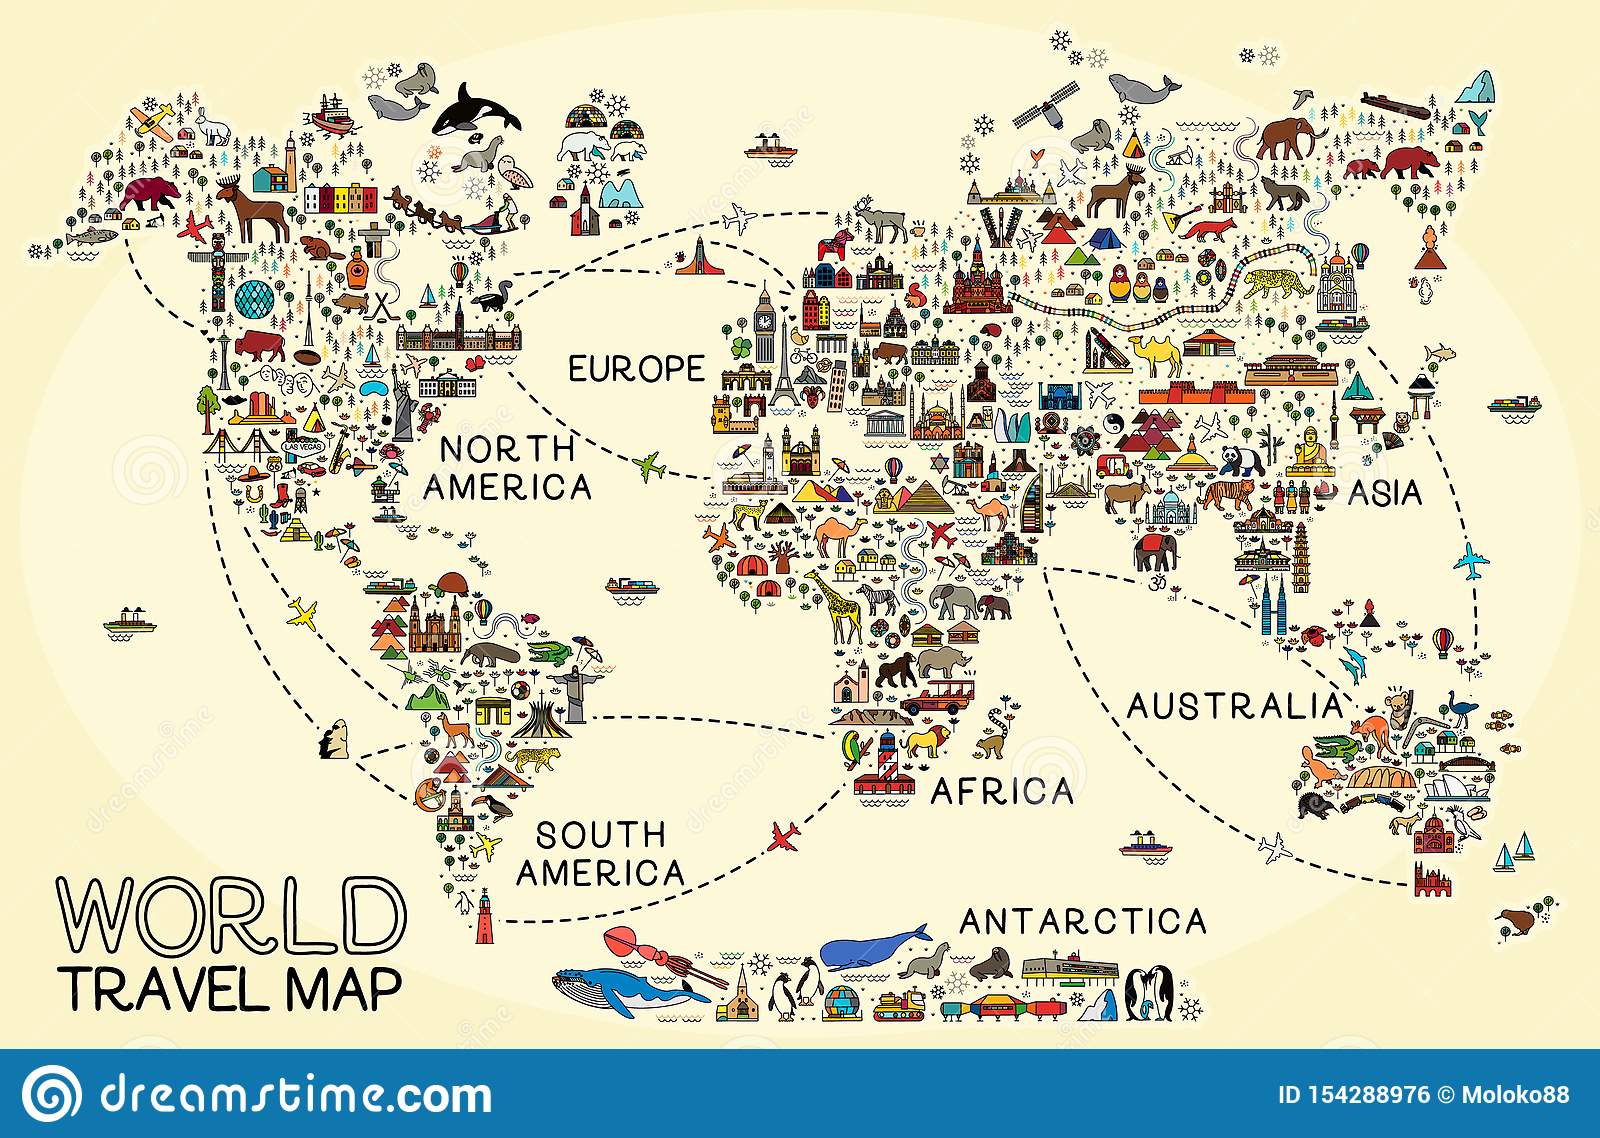 EUROPE
NORTH
AMERICA
LAS VEGAS
66
ASIA
AUSTRALIA
AFRICA
SOUTH
AMERICA
ANTARCTICA
WORLD
TRAVEL MAP
ॐ
dreamstime
dreamstime.com
ID 154288976 © Moloko88